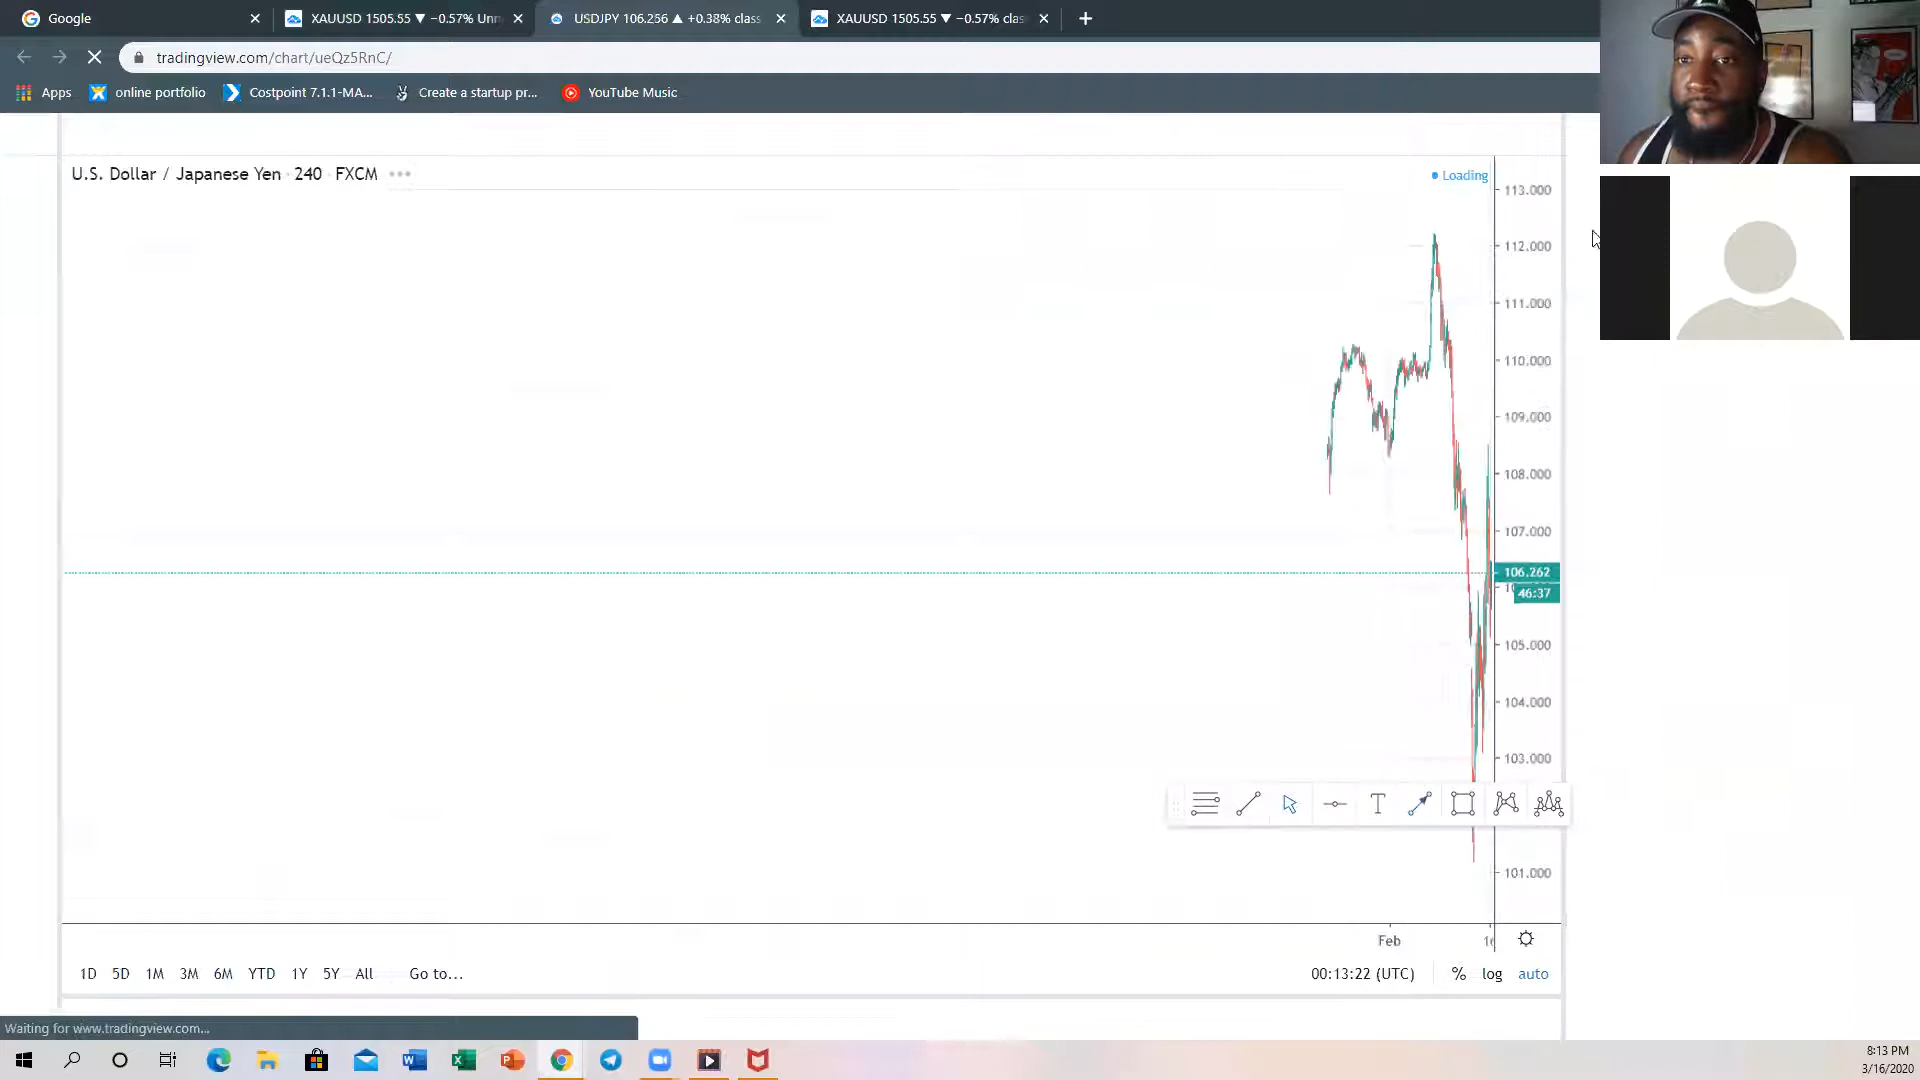 Google
XAUUSD 1505.55 ▼ −0.57% Unn
USDJPY 106.256 ▲ +0.38% class
XAUUSD 1505.55 ▼ −0.57% clas
tradingview.com/chart/ueQz5RnC/
Apps
online portfolio
Costpoint 7.1.1-MA...
Create a startup pr...
YouTube Music
U.S. Dollar / Japanese Yen · 240 · FXCM
Loading
113.000
112.000
111.000
110.000
109.000
108.000
107.000
106.262
46:37
105.000
104.000
103.000
101.000
Feb
16
1D 5D 1M 3M 6M YTD 1Y 5Y All Go to...
00:13:22 (UTC) % log auto
Waiting for www.tradingview.com...
8:13 PM
3/16/2020